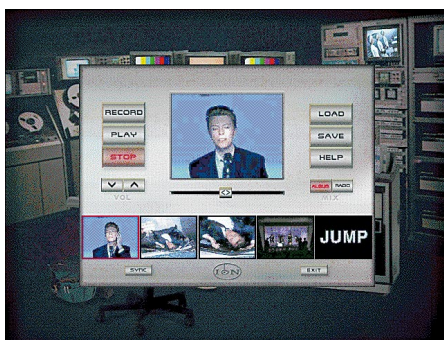 RECORD
PLAY
STOP
VOL
LOAD
SAVE
HELP
ALBUM RADIO
MIX
JUMP
SYNC
ION
EXIT